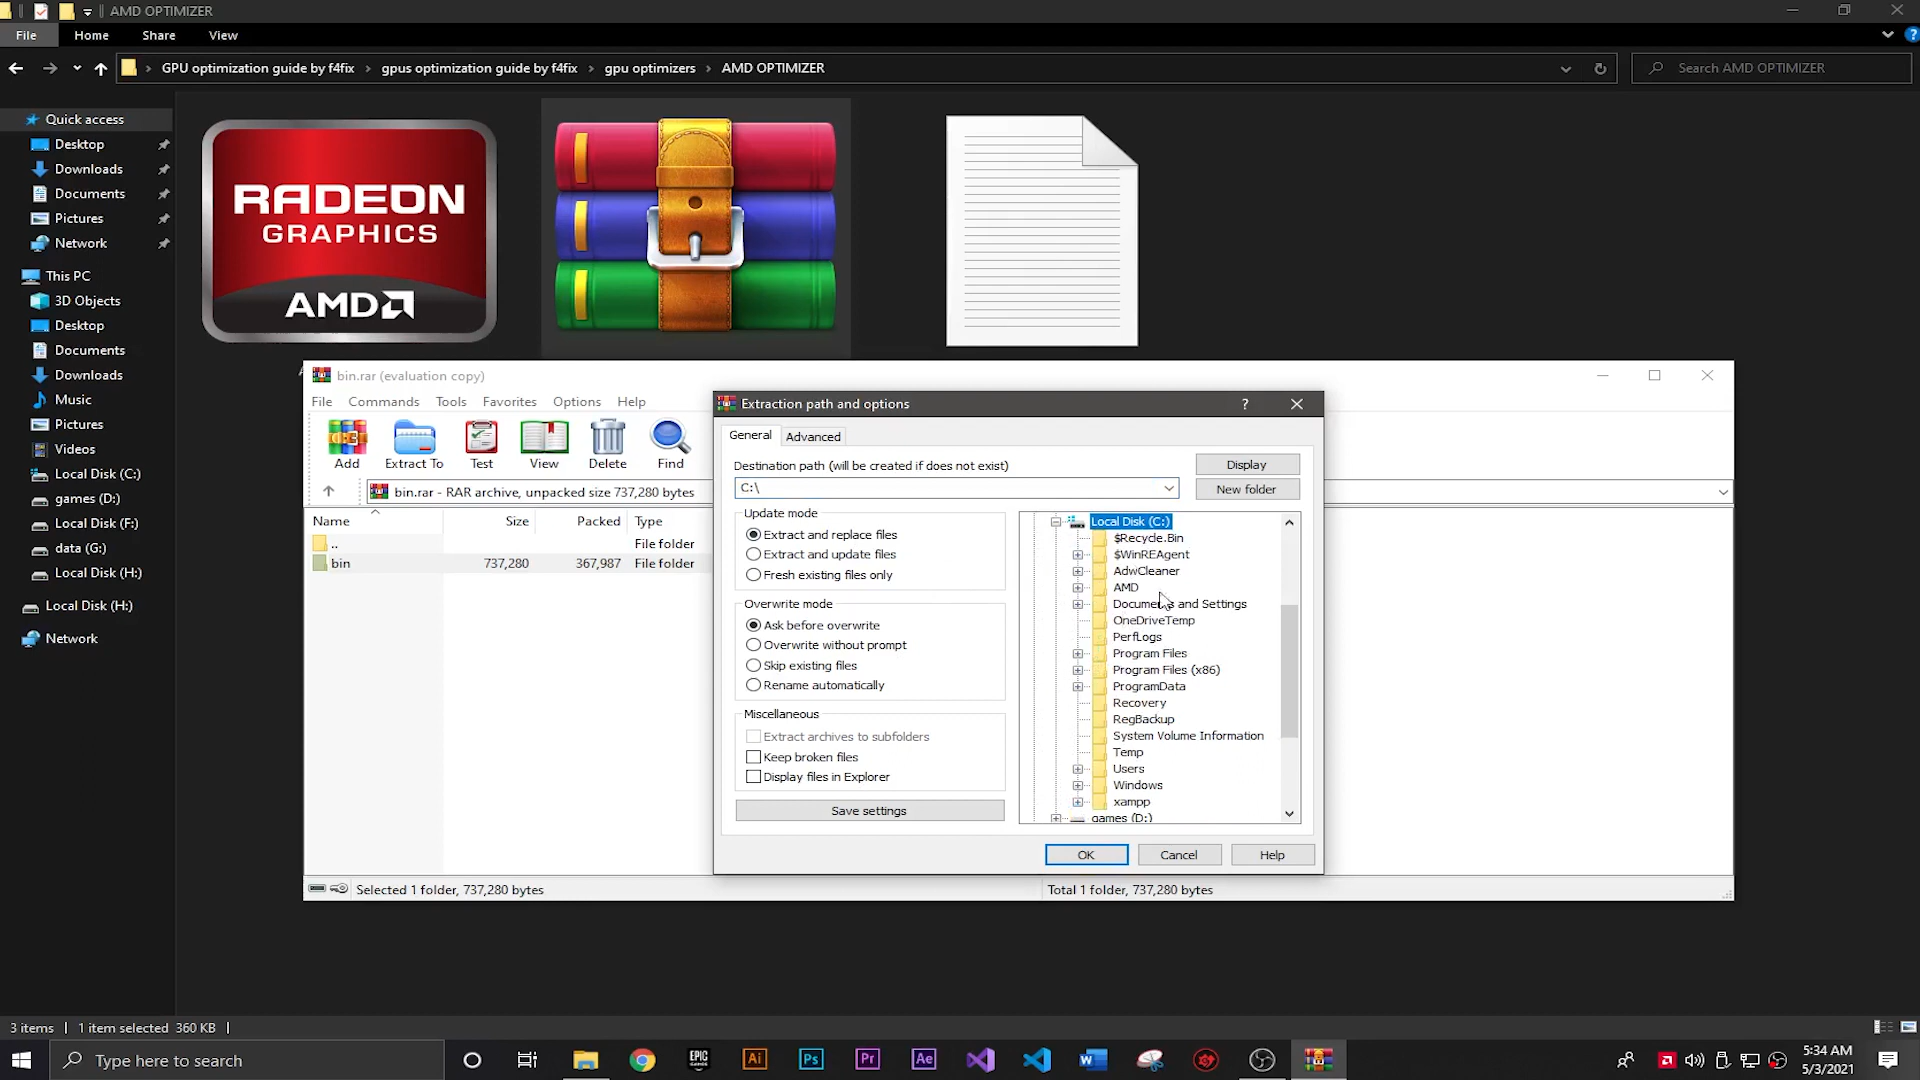 AMD OPTIMIZER
File
Home
Share
View
GPU optimization guide by f4fix
gpus optimization guide by f4fix
gpu optimizers
AMD OPTIMIZER
Search AMD OPTIMIZER
Quick access
Desktop
Downloads
Documents
Pictures
Network
This PC
3D Objects
Desktop
Documents
Downloads
Music
Pictures
Videos
Local Disk (C:)
games (D:)
Local Disk (F:)
data (G:)
Local Disk (H:)
Local Disk (H:)
Network
RADEON
GRAPHICS
AMD
bin.rar (evaluation copy)
File Commands Tools Favorites Options Help
Add
Extract To
Test
View
Delete
Find
bin.rar - RAR archive, unpacked size 737,280 bytes
Name Size Packed Type
.. File folder
bin 737,280 367,987 File folder
Extraction path and options
?
General
Advanced
Destination path (will be created if does not exist)
C:\
Display
New folder
Update mode
Extract and replace files
Extract and update files
Fresh existing files only
Overwrite mode
Ask before overwrite
Overwrite without prompt
Skip existing files
Rename automatically
Miscellaneous
Extract archives to subfolders
Keep broken files
Display files in Explorer
Save settings
Local Disk (C:)
$Recycle.Bin
$WinREAgent
AdwCleaner
AMD
Documents and Settings
OneDriveTemp
PerfLogs
Program Files
Program Files (x86)
ProgramData
Recovery
RegBackup
System Volume Information
Temp
Users
Windows
xampp
games (D:)
OK
Cancel
Help
Selected 1 folder, 737,280 bytes
Total 1 folder, 737,280 bytes
3 items
1 item selected 360 KB
Type here to search
EPIC
GAMES
Ai
Ps
Pr
Ae
5:34 AM
5/3/2021